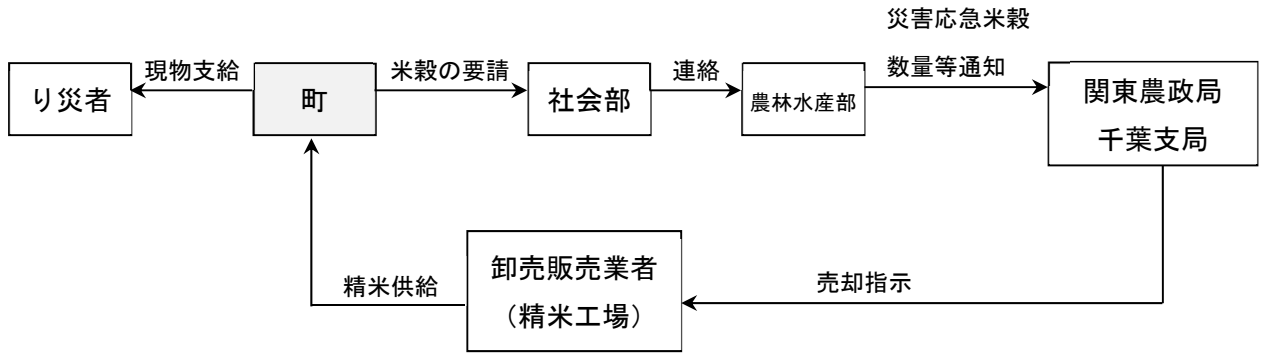 災害応急米穀
現物支給
米穀の要請
連絡
数量等通知
り災者
町
社会部
農林水産部
関東農政局
千葉支局
卸売販売業者
（精米工場）
精米供給
売却指示